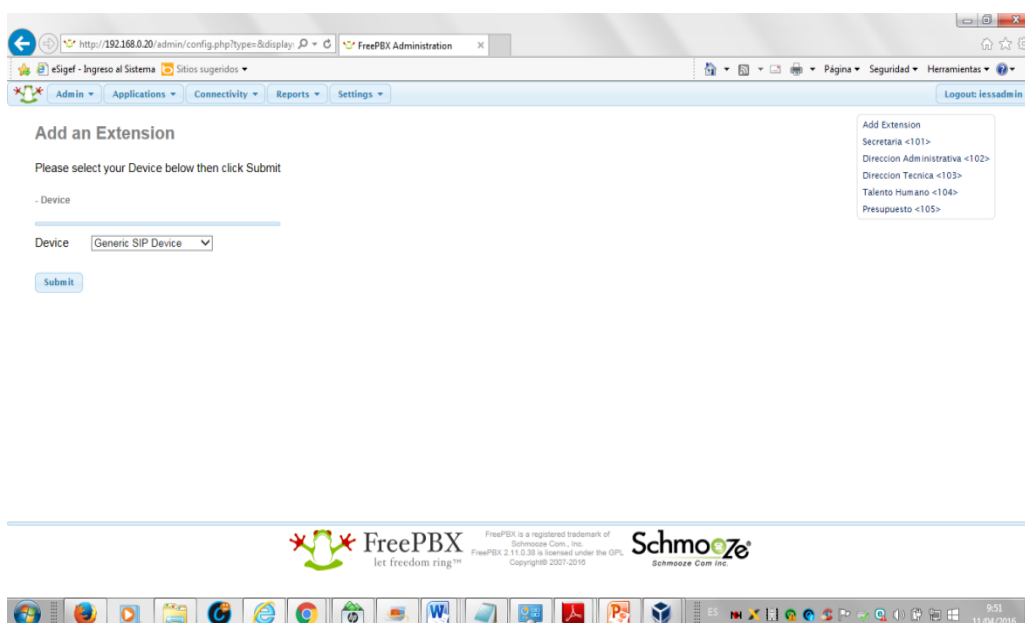 http://192.168.0.20/admin/config.php?type=&display:
FreePBX Administration
eSigef - Ingreso al Sistema
Sitios sugeridos
Página
Seguridad
Herramientas
Admin
Applications
Connectivity
Reports
Settings
Logout: iessadmin
Add an Extension
Please select your Device below then click Submit
- Device
Device
Generic SIP Device
Submit
Add Extension
Secretaria <101>
Direccion Administrativa <102>
Direccion Tecnica <103>
Talento Humano <104>
Presupuesto <105>
FreePBX
let freedom ring™
FreePBX is a registered trademark of
Schmooze Com., Inc.
FreePBX 2.11.0.38 is licensed under the GPL
Copyright© 2007-2016
Schmooze
Schmooze Com Inc.
ES
9:51
11/04/2016